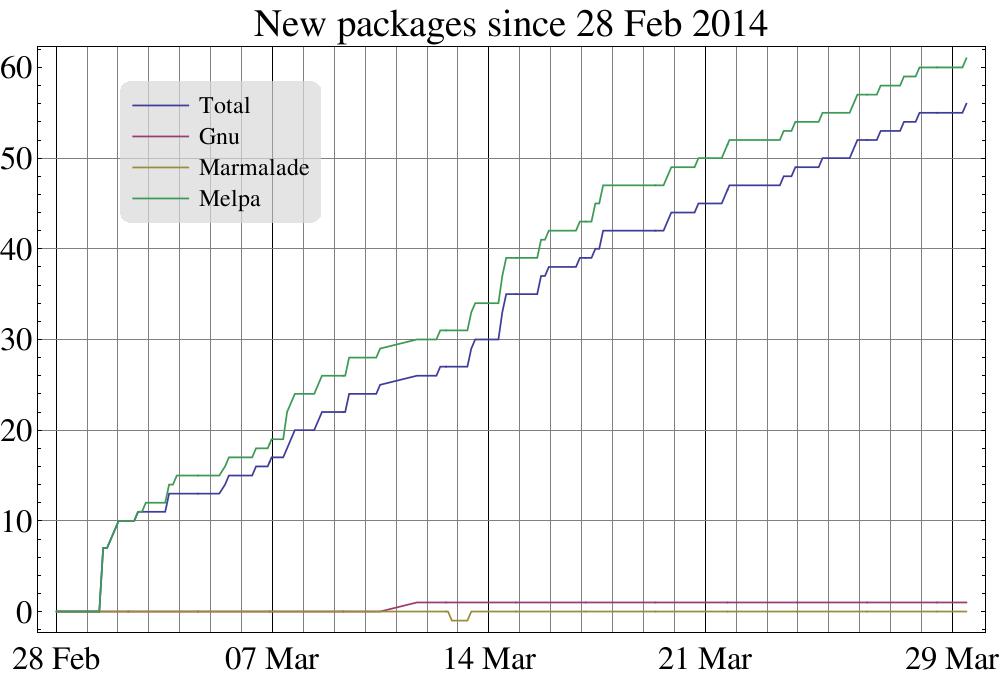 New packages since 28 Feb 2014
60
50
40
30
20
10
0
Total
Gnu
Marmalade
Melpa
28 Feb 07 Mar 14 Mar 21 Mar 29 Mar